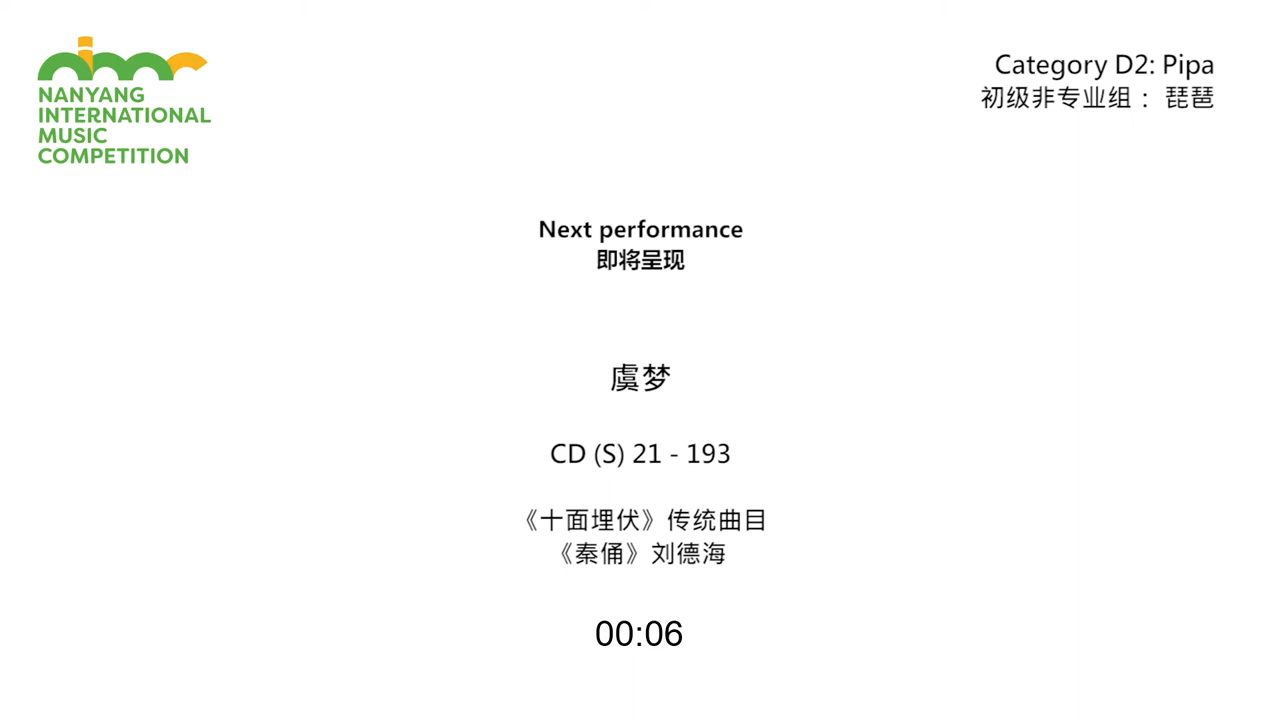 nimc
NANYANG
INTERNATIONAL
MUSIC
COMPETITION
Category D2: Pipa
初级非专业组： 琵琶
Next performance
即将呈现
虞梦
CD (S) 21 - 193
《十面埋伏》传统曲目
《秦俑》刘德海
00:06